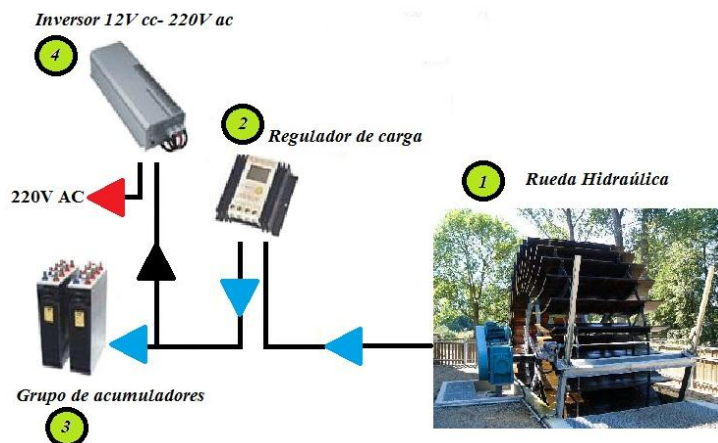 Inversor 12V cc- 220V ac
4
2
Regulador de carga
1
Rueda Hidraúlica
220V AC
Grupo de acumuladores
3